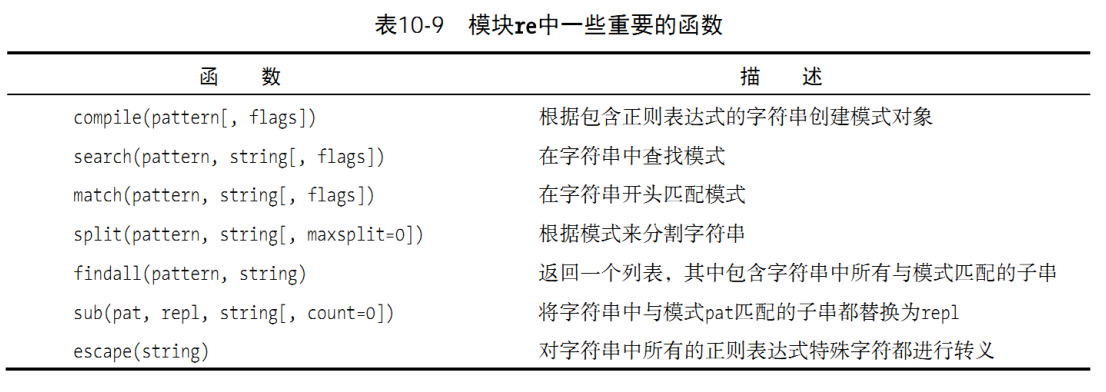 表10-9 模块re中一些重要的函数
函 数 描 述
compile(pattern[, flags]) 根据包含正则表达式的字符串创建模式对象
search(pattern, string[, flags]) 在字符串中查找模式
match(pattern, string[, flags]) 在字符串开头匹配模式
split(pattern, string[, maxsplit=0]) 根据模式来分割字符串
findall(pattern, string) 返回一个列表，其中包含字符串中所有与模式匹配的子串
sub(pat, repl, string[, count=0]) 将字符串中与模式pat匹配的子串都替换为repl
escape(string) 对字符串中所有的正则表达式特殊字符都进行转义